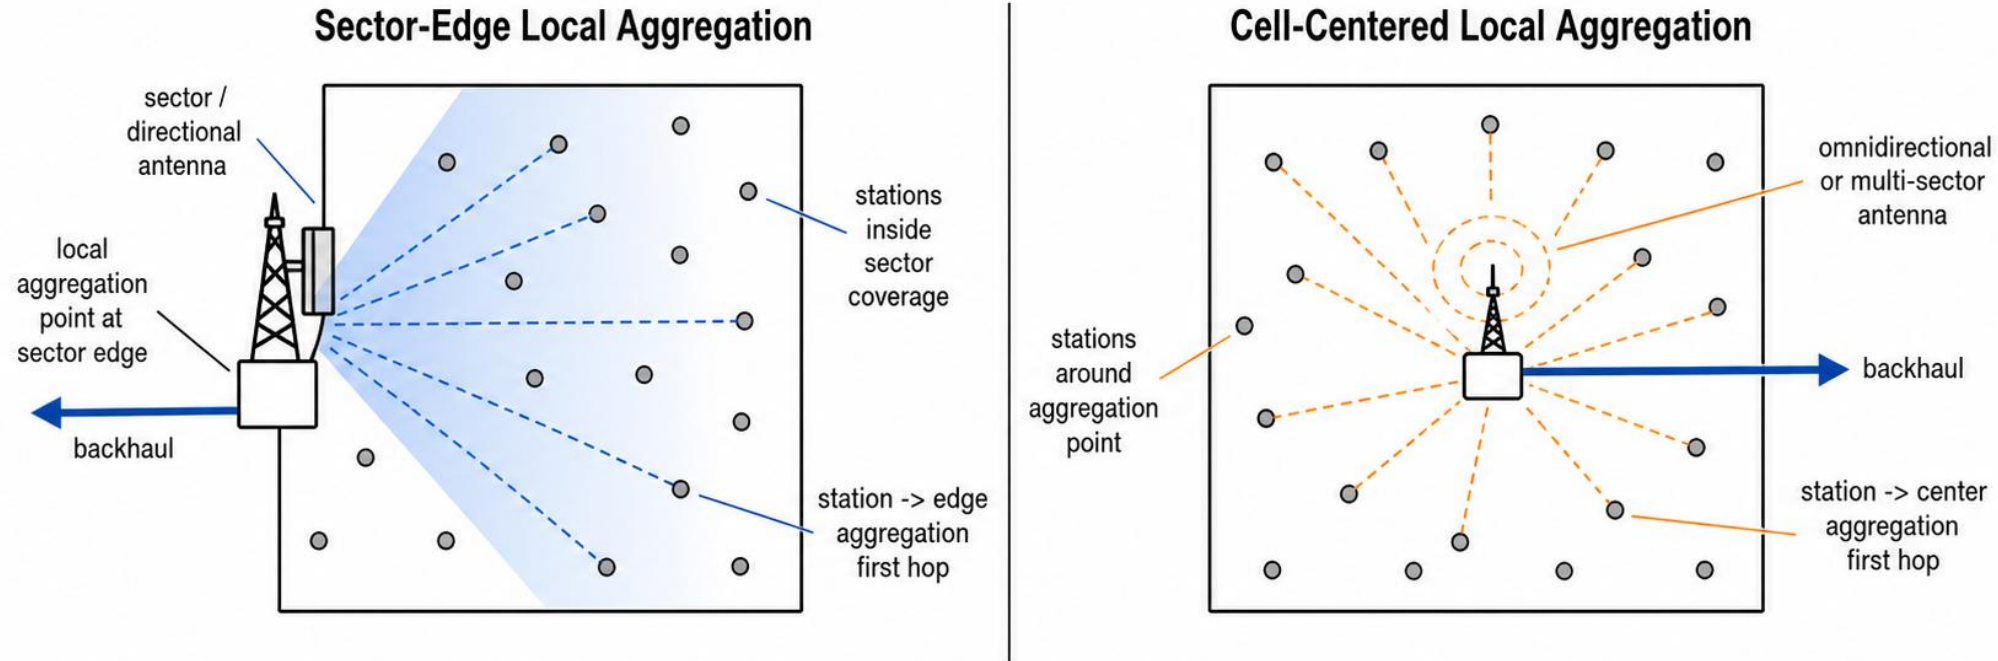 Sector-Edge Local Aggregation
sector /
directional
antenna
local
aggregation
point at
sector edge
backhaul
stations
inside
sector
coverage
station -> edge
aggregation
first hop
Cell-Centered Local Aggregation
omnidirectional
or multi-sector
antenna
stations
around
aggregation
point
backhaul
station -> center
aggregation
first hop